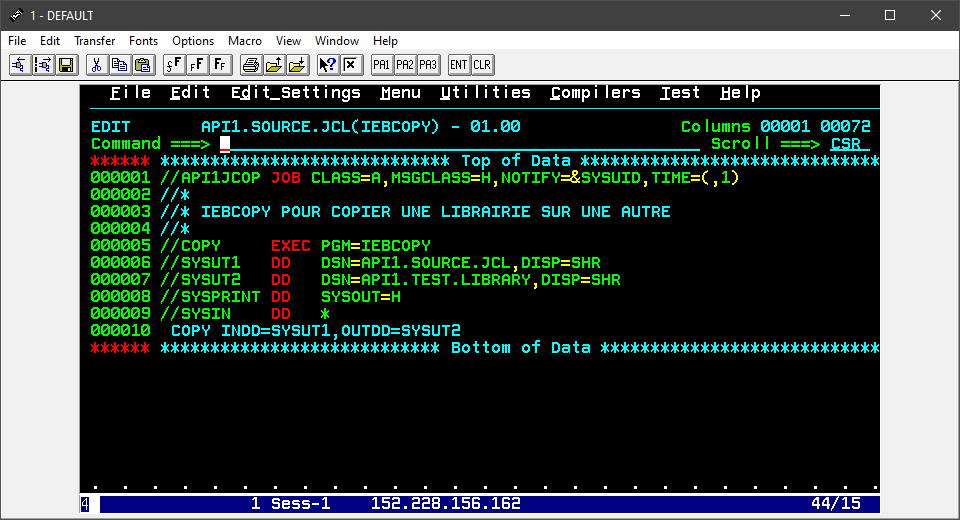 1 - DEFAULT
File Edit Transfer Fonts Options Macro View Window Help
PA1 PA2 PA3 ENT CLR
File Edit Edit_Settings Menu Utilities Compilers Test Help
EDIT API1.SOURCE.JCL(IEBCOPY) - 01.00 Columns 00001 00072
Command ===> Scroll ===> CSR
****** ***************************** Top of Data ******************************
000001 //API1JCOP JOB CLASS=A,MSGCLASS=H,NOTIFY=&SYSUID,TIME=(,1)
000002 //*
000003 //* IEBCOPY POUR COPIER UNE LIBRAIRIE SUR UNE AUTRE
000004 //*
000005 //COPY     EXEC PGM=IEBCOPY
000006 //SYSUT1   DD   DSN=API1.SOURCE.JCL,DISP=SHR
000007 //SYSUT2   DD   DSN=API1.TEST.LIBRARY,DISP=SHR
000008 //SYSPRINT DD   SYSOUT=H
000009 //SYSIN    DD   *
000010  COPY INDD=SYSUT1,OUTDD=SYSUT2
****** **************************** Bottom of Data ****************************
4 1 Sess-1 152.228.156.162 44/15